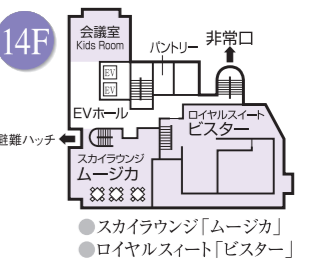 14F
会議室
Kids Room
パントリー
非常口
EV
EV
EVホール
ロイヤルスイート
ビスター
避難ハッチ
スカイラウンジ
ムージカ
●スカイラウンジ「ムージカ」
●ロイヤルスィート「ビスター」